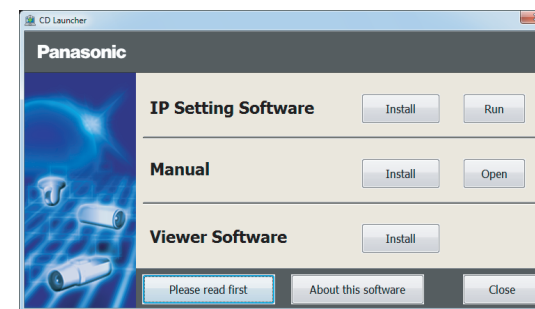 CD Launcher
Panasonic
IP Setting Software Install Run
Manual Install Open
Viewer Software Install
Please read first About this software Close